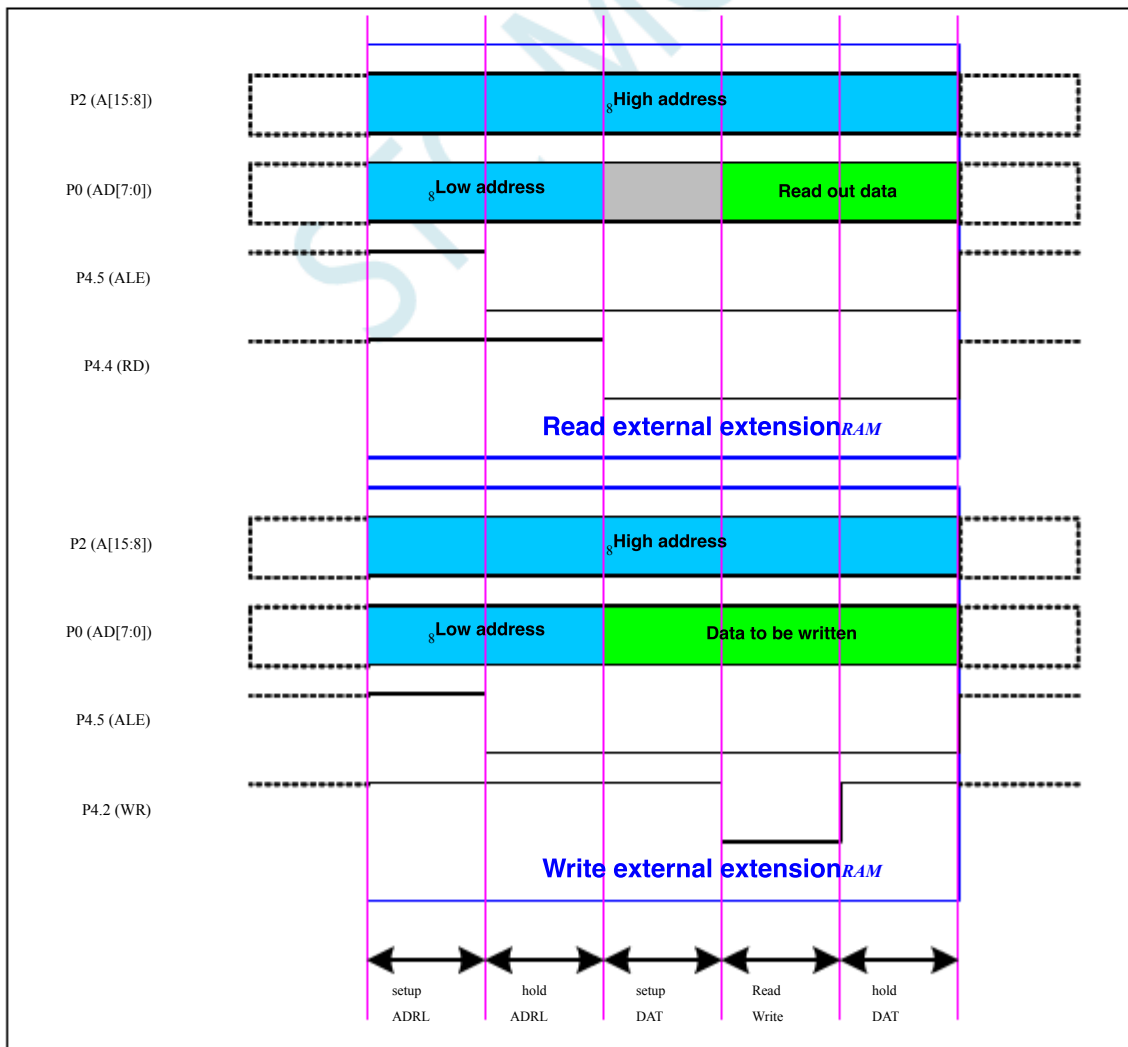 P2 (A[15:8])
8High address
P0 (AD[7:0])
8Low address
Read out data
P4.5 (ALE)
P4.4 (RD)
Read external extensionRAM
P2 (A[15:8])
8High address
P0 (AD[7:0])
8Low address
Data to be written
P4.5 (ALE)
P4.2 (WR)
Write external extensionRAM
setup hold setup Read hold
ADRL ADRL DAT Write DAT